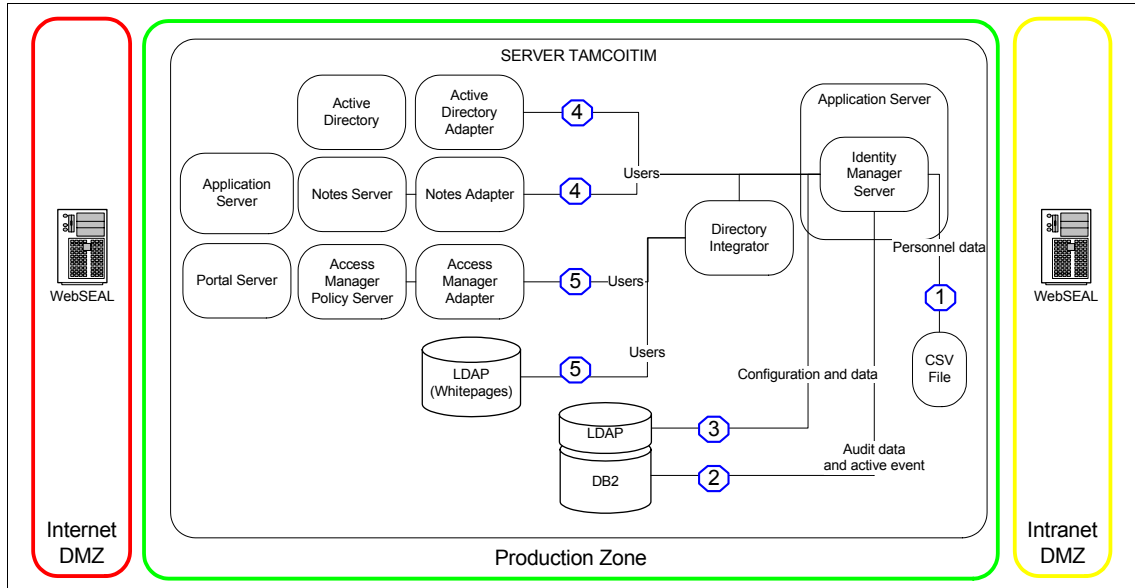 SERVER TAMCOITIM
Active
Directory
Active
Directory
Adapter
4
Application Server
Identity
Manager
Server
Users
Application
Server
Notes Server
Notes Adapter
4
Directory
Integrator
Personnel data
Portal Server
Access
Manager
Policy Server
Access
Manager
Adapter
5
Users
1
WebSEAL
WebSEAL
LDAP
(Whitepages)
5
Users
Configuration and data
CSV
File
LDAP
3
Audit data
and active event
DB2
2
Internet
DMZ
Production Zone
Intranet
DMZ